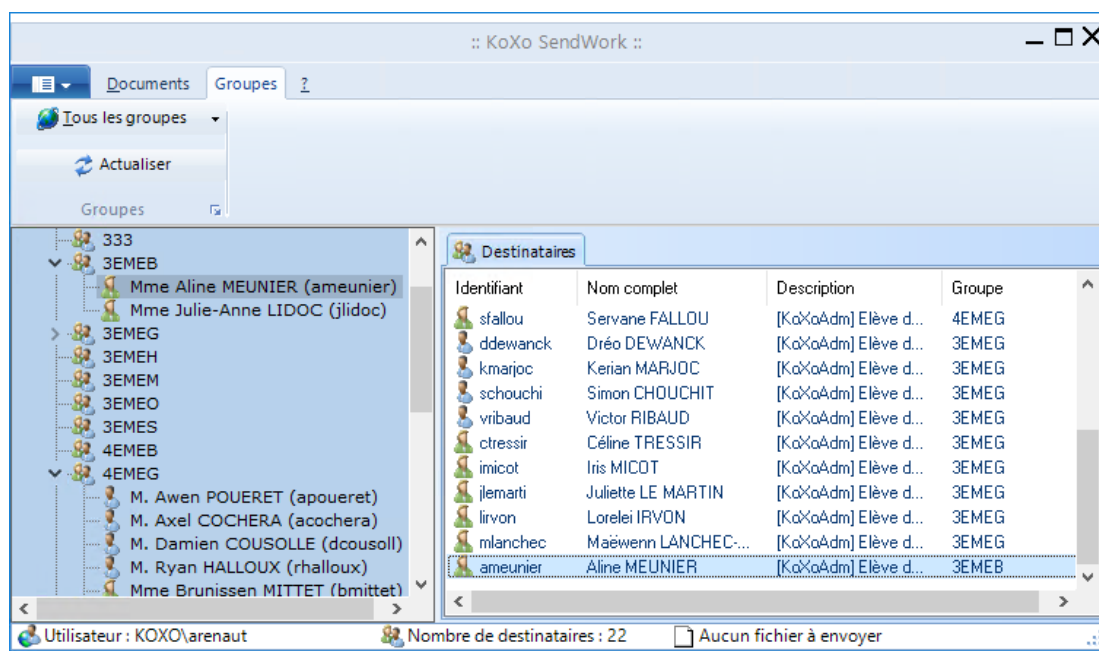 :: KoXo SendWork ::
Documents Groupes ?
Tous les groupes
Actualiser
Groupes
333
3EMEB
Mme Aline MEUNIER (ameunier)
Mme Julie-Anne LIDOC (jlidoc)
3EMEG
3EMEH
3EMEM
3EMEO
3EMES
4EMEB
4EMEG
M. Awen POUERET (apoueret)
M. Axel COCHERA (acochera)
M. Damien COUSOLLE (dcousoll)
M. Ryan HALLOUX (rhalloux)
Mme Brunissen MITTET (bmittet)
Destinataires
Identifiant Nom complet Description Groupe
sfallou Servane FALLOU [KoXoAdm] Elève d... 4EMEG
ddewanck Dréo DEWANCK [KoXoAdm] Elève d... 3EMEG
kmarjoc Kerian MARJOC [KoXoAdm] Elève d... 3EMEG
schouchi Simon CHOUCHIT [KoXoAdm] Elève d... 3EMEG
vribaud Victor RIBAUD [KoXoAdm] Elève d... 3EMEG
ctressir Céline TRESSIR [KoXoAdm] Elève d... 3EMEG
imicot Iris MICOT [KoXoAdm] Elève d... 3EMEG
jlemarti Juliette LE MARTIN [KoXoAdm] Elève d... 3EMEG
lirvon Lorelei IRVON [KoXoAdm] Elève d... 3EMEG
mlanchec Maëwenn LANCHEC-... [KoXoAdm] Elève d... 3EMEG
ameunier Aline MEUNIER [KoXoAdm] Elève d... 3EMEB
Utilisateur : KOXO\arenaut Nombre de destinataires : 22 Aucun fichier à envoyer